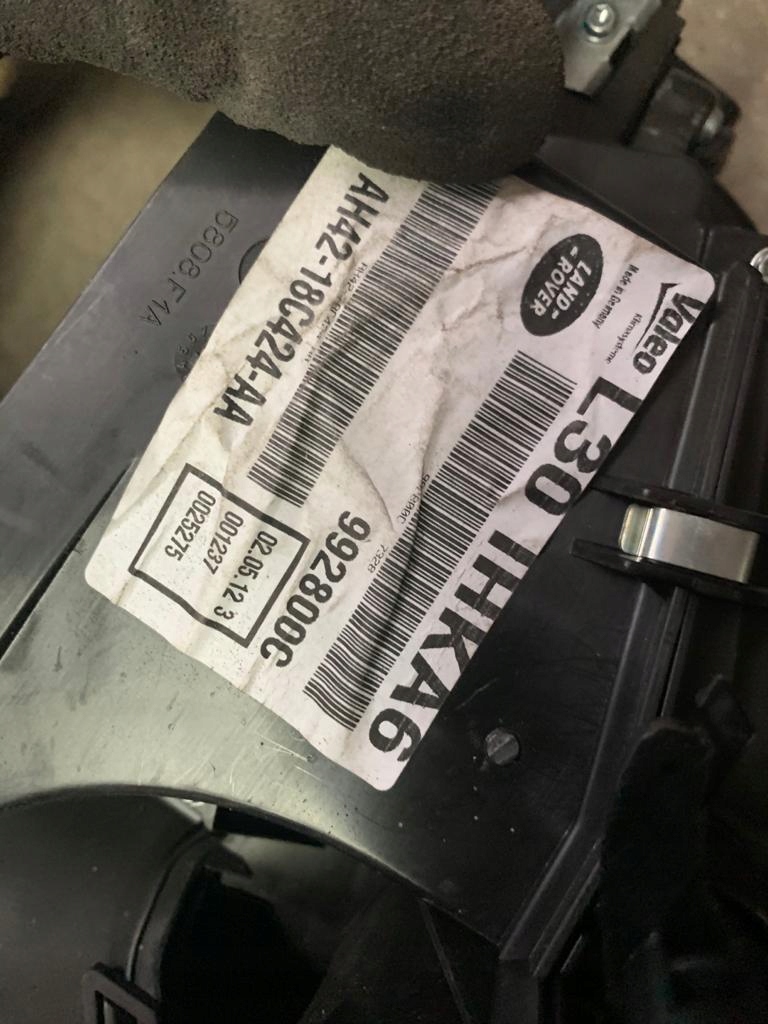 Valeo
Klimasysteme
L30 IHKA6
Made in Germany
LAND-
-ROVER
992800C
AH42-18C424-AA
02.05.12 3
001237
0025275
5808.F1A